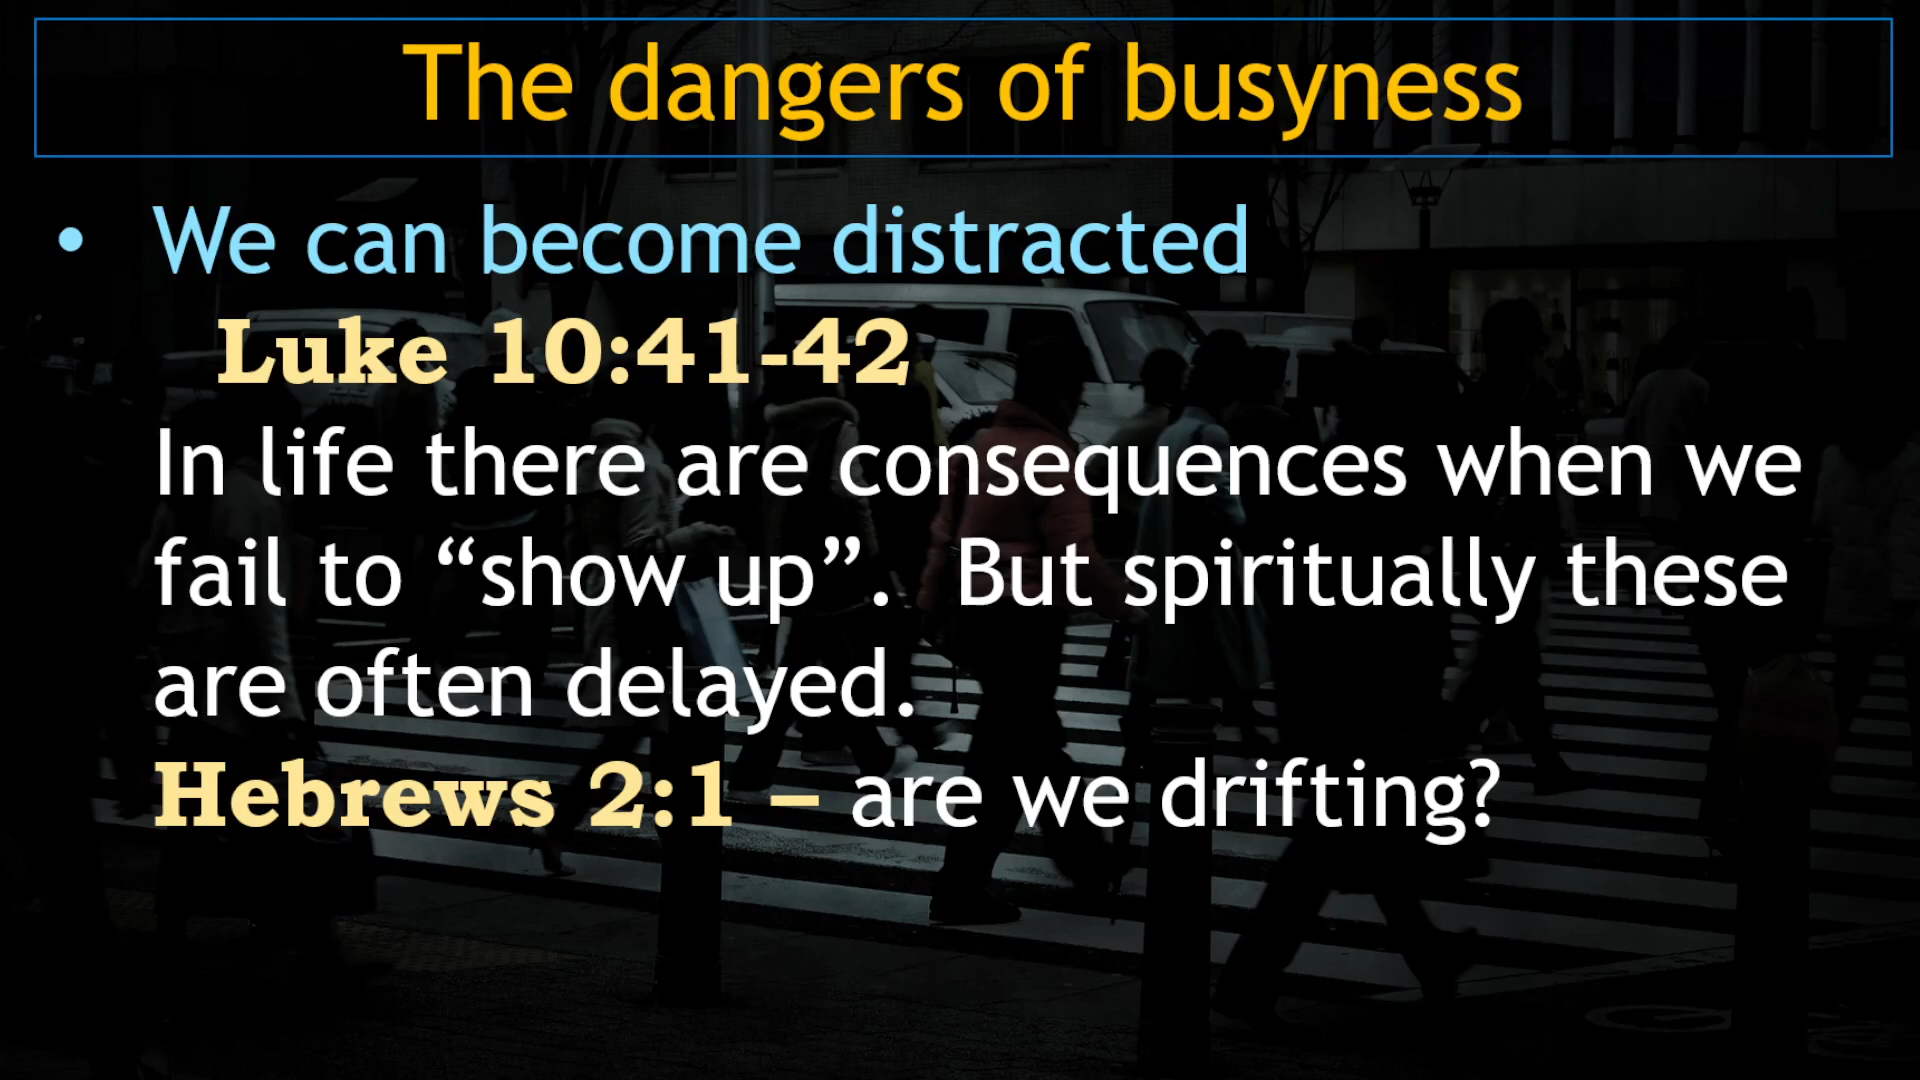 The dangers of busyness
• We can become distracted
Luke 10:41-42
In life there are consequences when we
fail to “show up”.  But spiritually these
are often delayed.
Hebrews 2:1 – are we drifting?